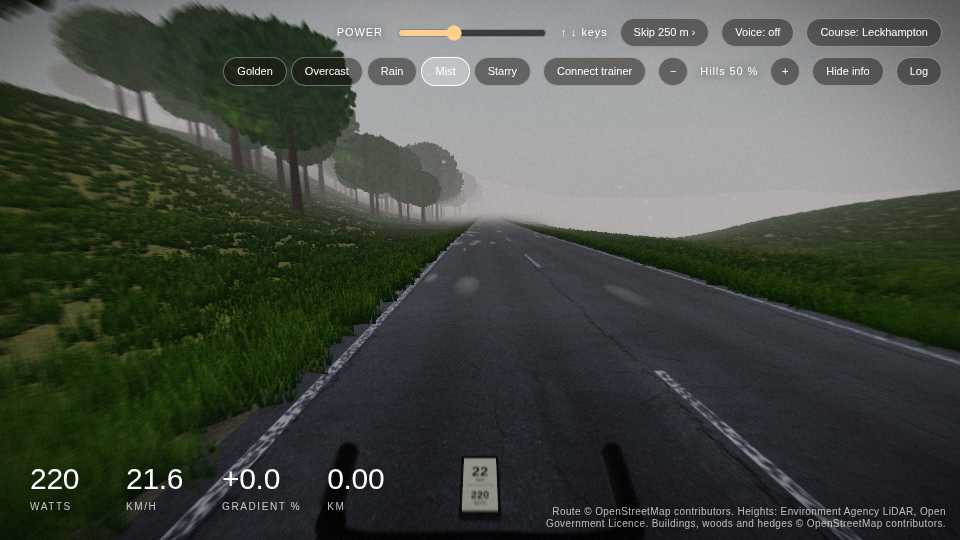 POWER ↑ ↓ keys Skip 250 m › Voice: off Course: Leckhampton
Golden Overcast Rain Mist Starry Connect trainer − Hills 50 % + Hide info Log
22
220
220 21.6 +0.0 0.00
WATTS KM/H GRADIENT % KM
Route © OpenStreetMap contributors. Heights: Environment Agency LiDAR, Open
Government Licence. Buildings, woods and hedges © OpenStreetMap contributors.